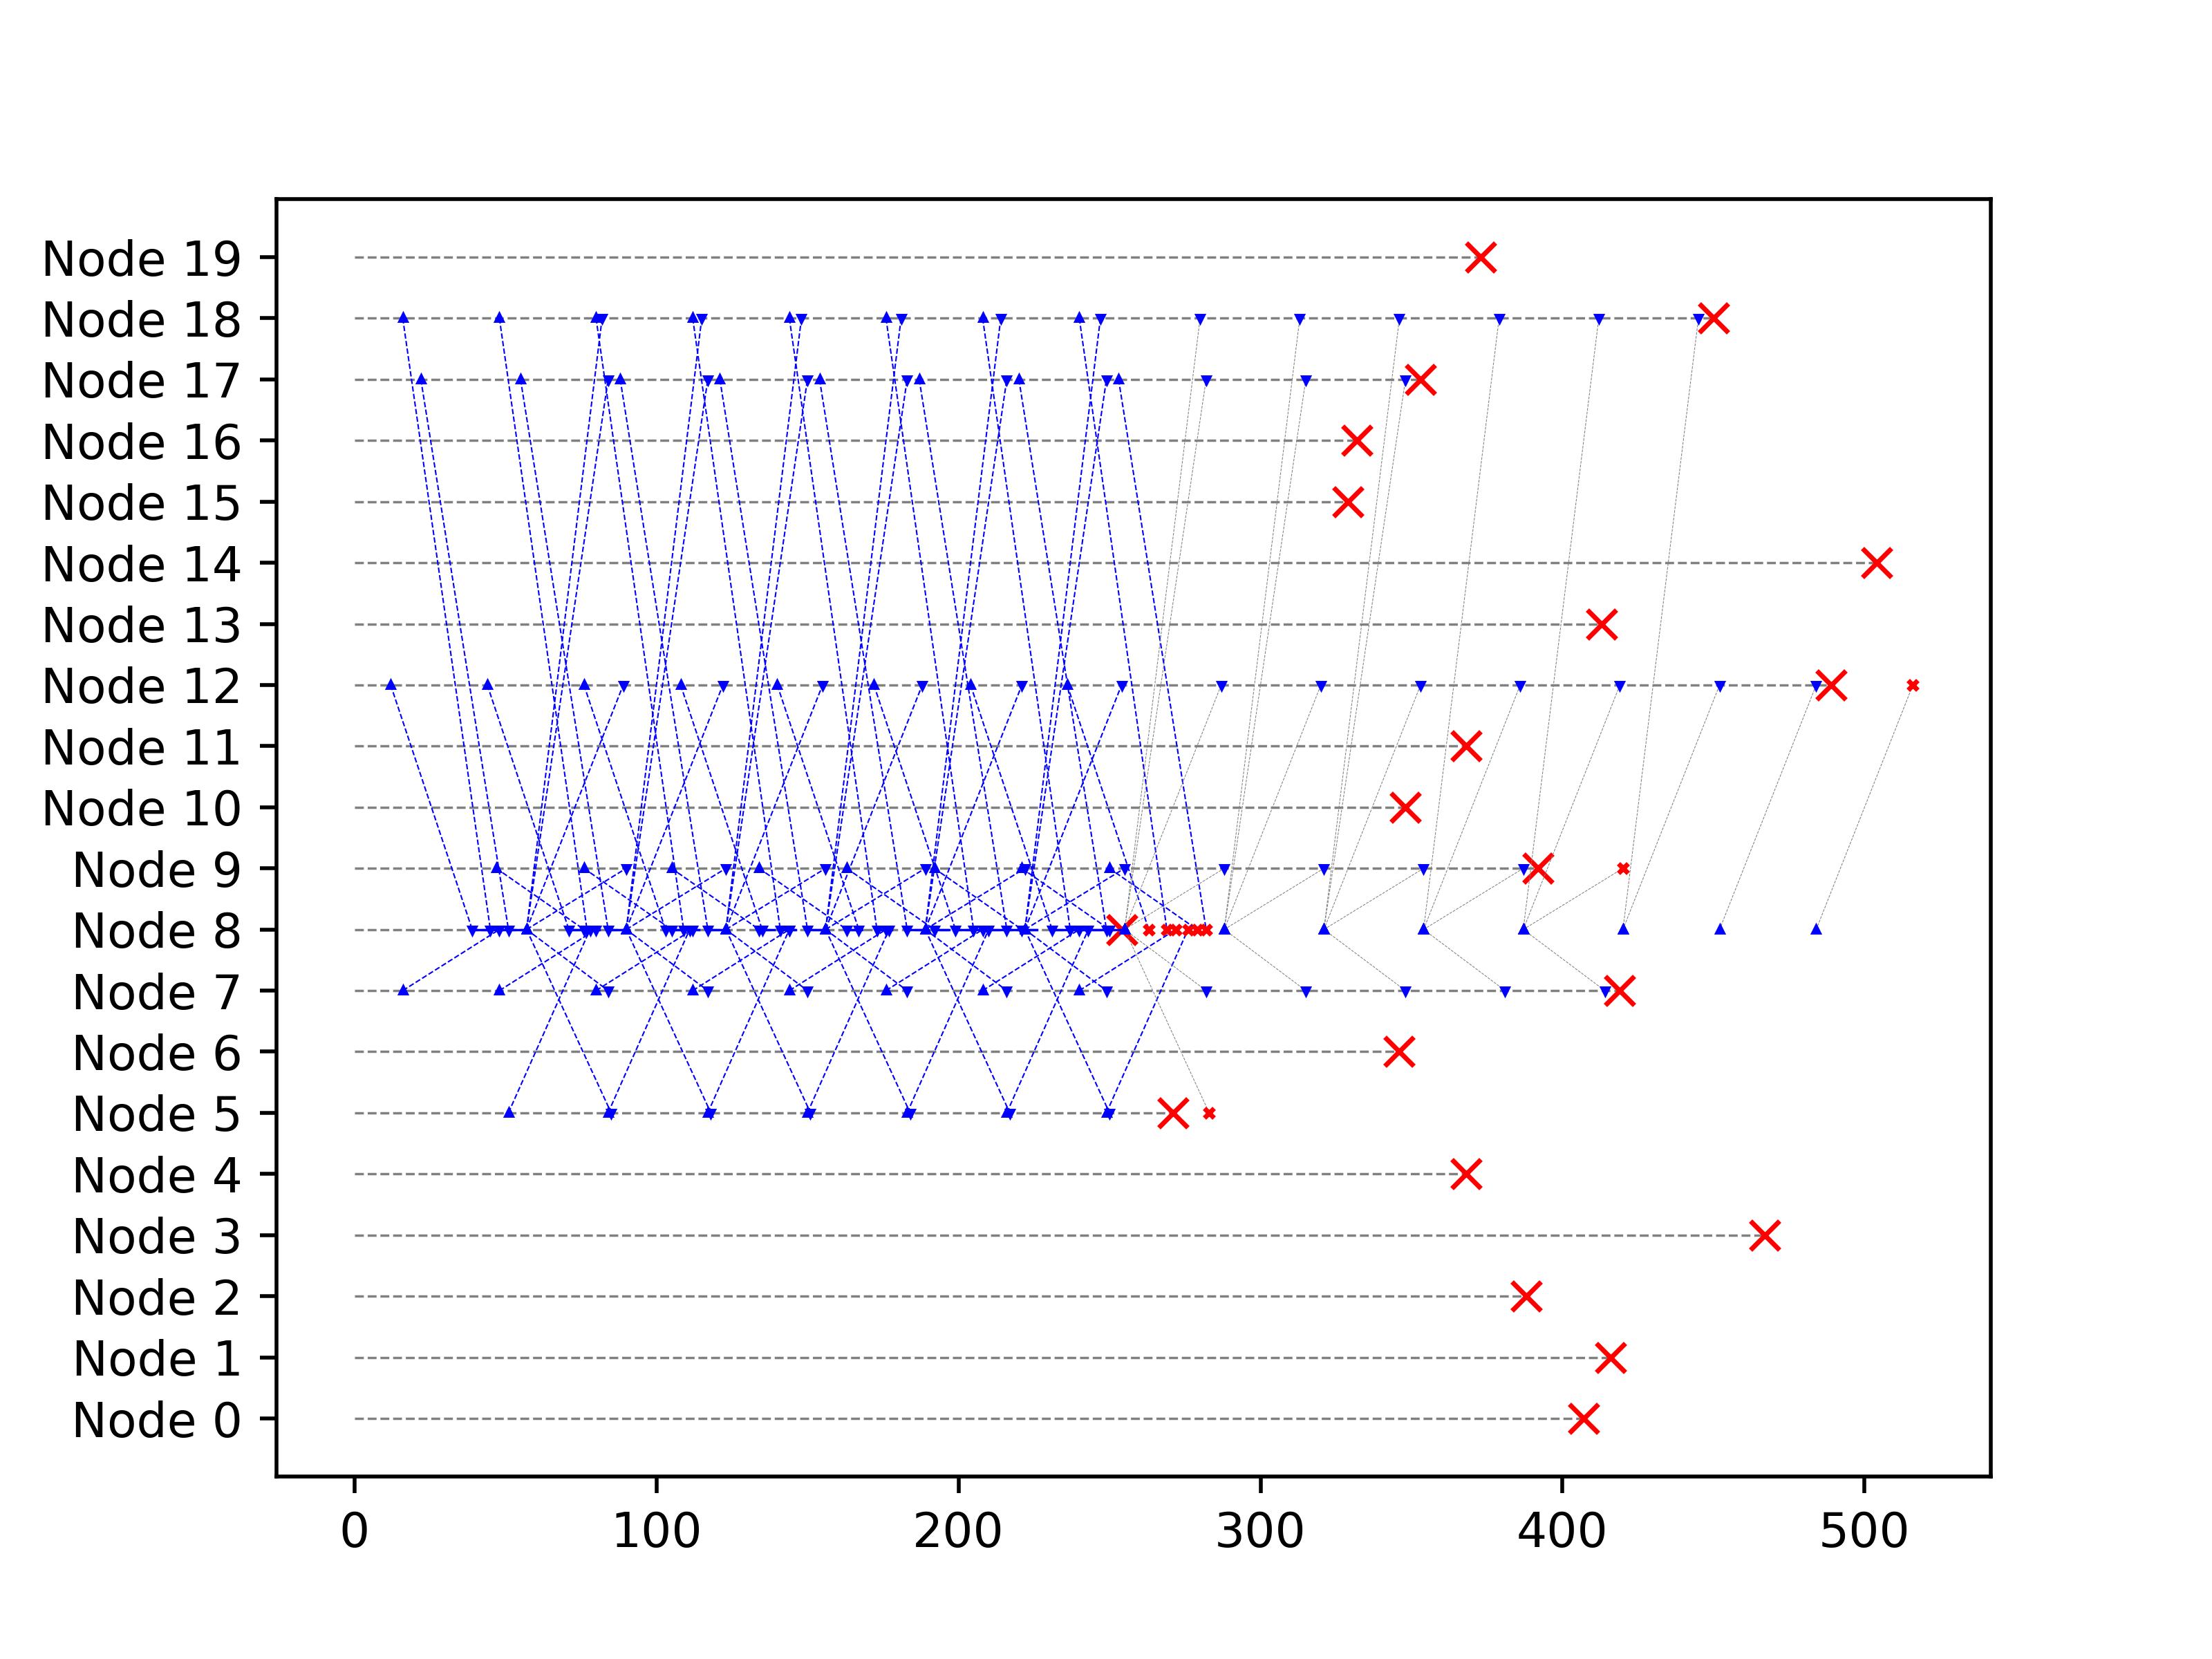 Node 19
Node 18
Node 17
Node 16
Node 15
Node 14
Node 13
Node 12
Node 11
Node 10
Node 9
Node 8
Node 7
Node 6
Node 5
Node 4
Node 3
Node 2
Node 1
Node 0
0 100 200 300 400 500